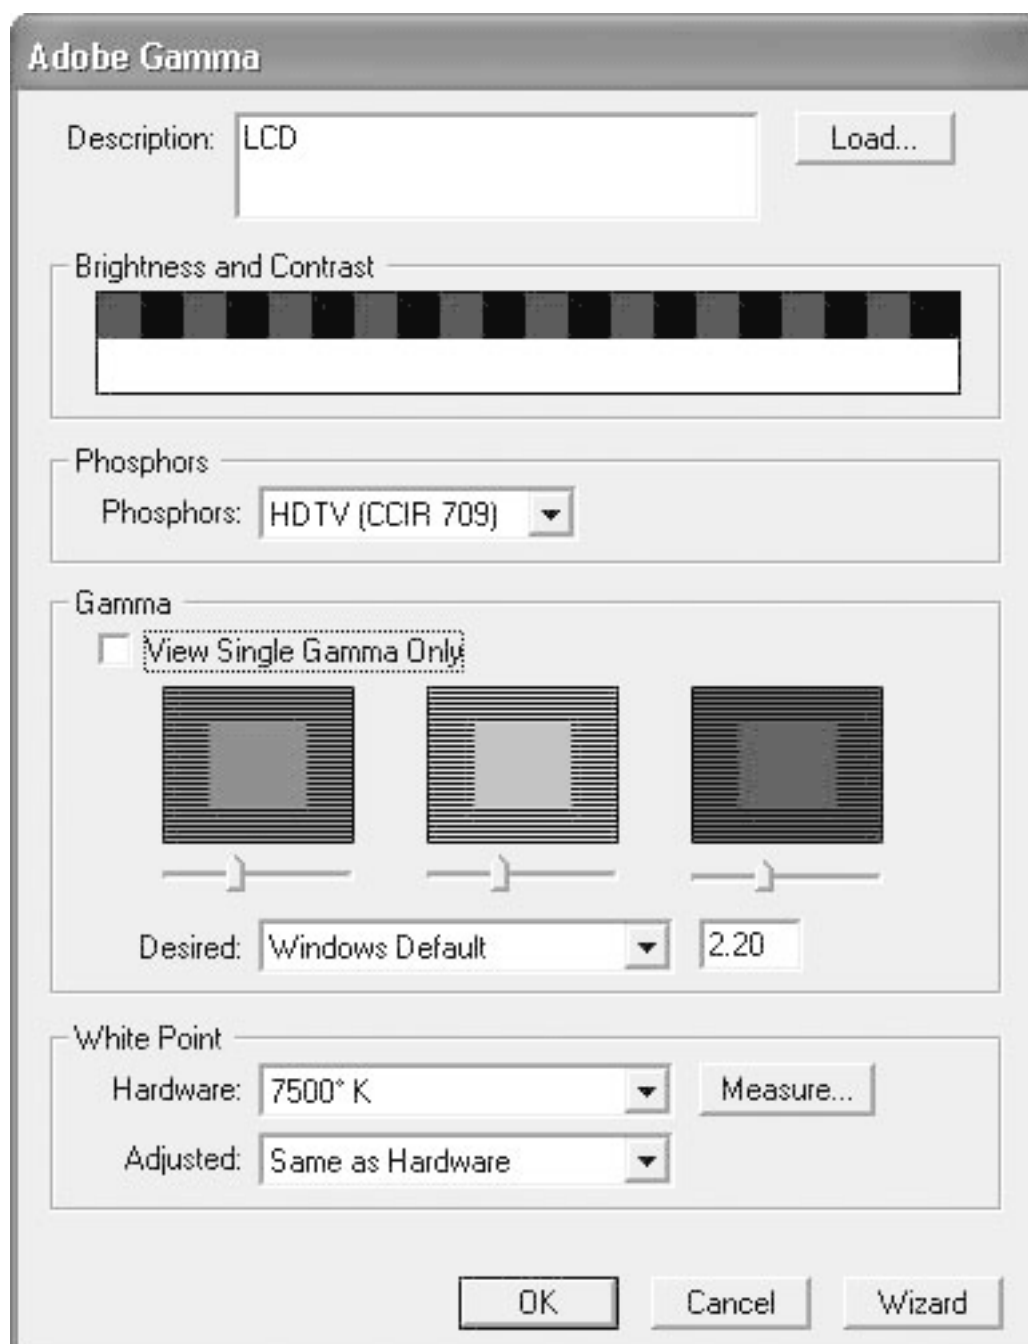 Adobe Gamma
Description: LCD Load...
Brightness and Contrast
Phosphors
Phosphors: HDTV (CCIR 709)
Gamma
View Single Gamma Only
Desired: Windows Default 2.20
White Point
Hardware: 7500° K Measure...
Adjusted: Same as Hardware
OK Cancel Wizard